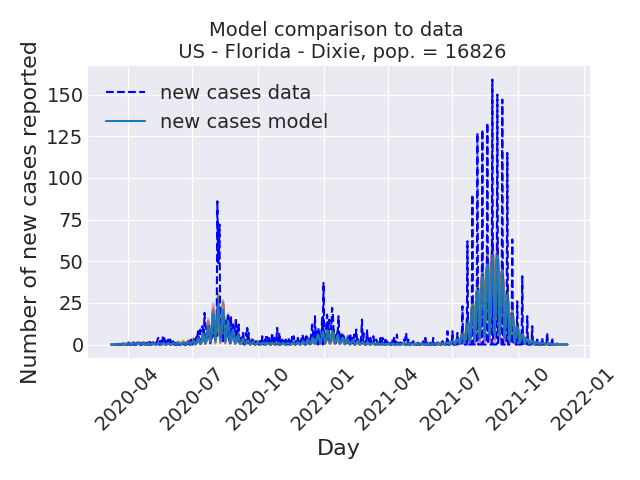 Model comparison to data
US - Florida - Dixie, pop. = 16826
Number of new cases reported
new cases data
new cases model
150
125
100
75
50
25
0
2020-04
2020-07
2020-10
2021-01
2021-04
2021-07
2021-10
2022-01
Day